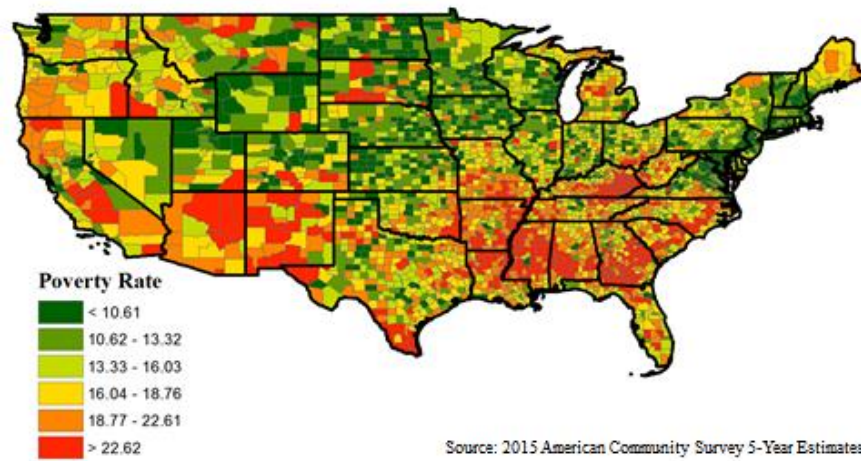 Poverty Rate
< 10.61
10.62 - 13.32
13.33 - 16.03
16.04 - 18.76
18.77 - 22.61
> 22.62
Source: 2015 American Community Survey 5-Year Estimates